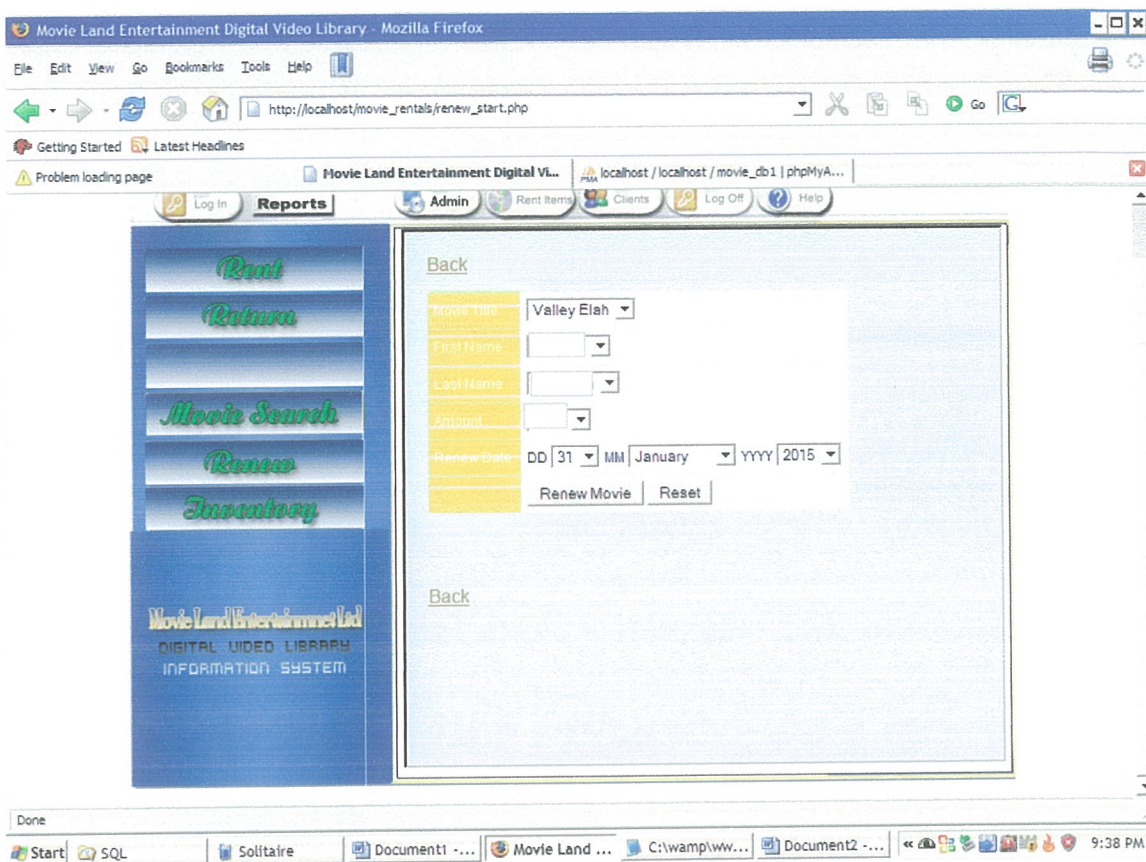 Movie Land Entertainment Digital Video Library - Mozilla Firefox
File Edit View Go Bookmarks Tools Help
http://localhost/movie_rentals/renew_start.php Go G
Getting Started Latest Headlines
Problem loading page Movie Land Entertainment Digital Vi... PMA localhost / localhost / movie_db1 | phpMyA...
Log In Reports Admin Rent Items Clients Log Off ? Help
Rent
Return
Movie Search
Renew
Inventory
Movie Land Entertainmnet Ltd
DIGITAL VIDEO LIBRARY
INFORMATION SYSTEM
Back
Movie Title Valley Elah
First Name
Last Name
Amount
Renew Date DD 31 MM January YYYY 2015
Renew Movie Reset
Back
Done
Start SQL Solitaire Document1 -... Movie Land ... C:\wamp\ww... Document2 -... « 9:38 PM